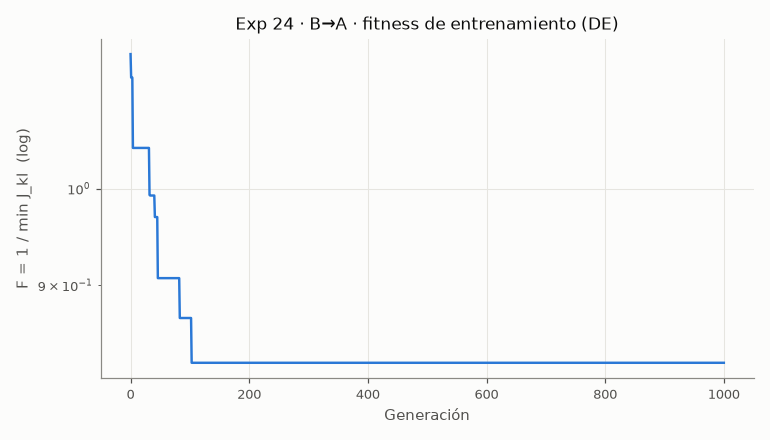 Exp 24 · B→A · fitness de entrenamiento (DE)
F = 1 / min J_kl (log)
10⁰
9 × 10⁻¹
0 200 400 600 800 1000
Generación